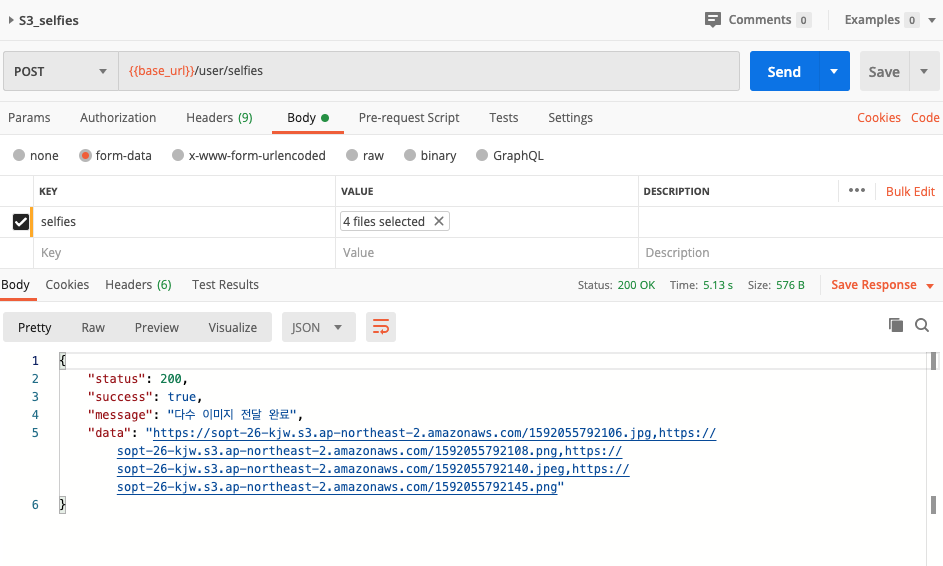 S3_selfies
Comments 0 Examples 0
POST {{base_url}}/user/selfies Send Save
Params Authorization Headers (9) Body Pre-request Script Tests Settings Cookies Code
none form-data x-www-form-urlencoded raw binary GraphQL
KEY VALUE DESCRIPTION ••• Bulk Edit
selfies 4 files selected ✕
Key Value Description
Body Cookies Headers (6) Test Results Status: 200 OK Time: 5.13 s Size: 576 B Save Response
Pretty Raw Preview Visualize JSON
1 {
2 "status": 200,
3 "success": true,
4 "message": "다수 이미지 전달 완료",
5 "data": "https://sopt-26-kjw.s3.ap-northeast-2.amazonaws.com/1592055792106.jpg,https://
sopt-26-kjw.s3.ap-northeast-2.amazonaws.com/1592055792108.png,https://
sopt-26-kjw.s3.ap-northeast-2.amazonaws.com/1592055792140.jpeg,https://
sopt-26-kjw.s3.ap-northeast-2.amazonaws.com/1592055792145.png"
6 }